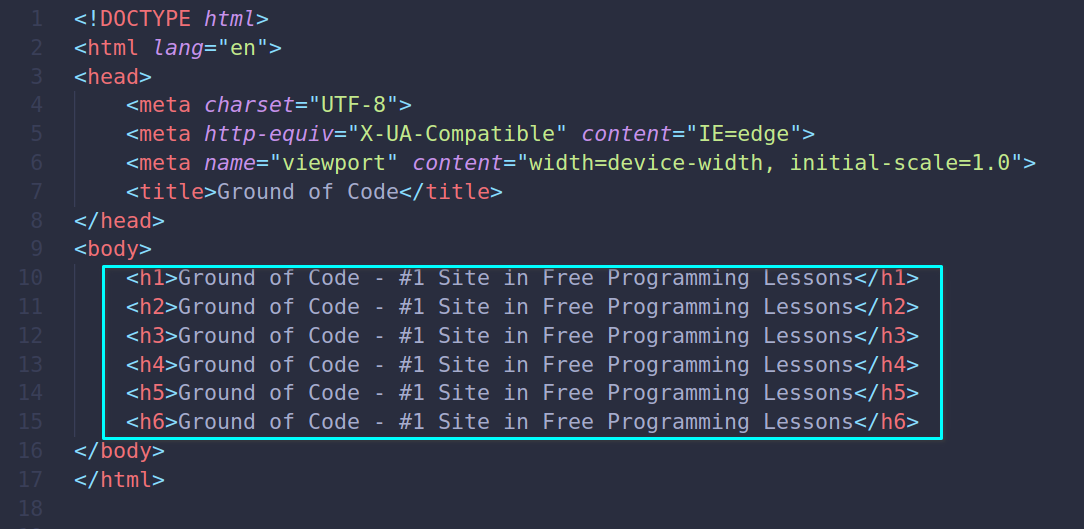 1 <!DOCTYPE html>
2 <html lang="en">
3 <head>
4     <meta charset="UTF-8">
5     <meta http-equiv="X-UA-Compatible" content="IE=edge">
6     <meta name="viewport" content="width=device-width, initial-scale=1.0">
7     <title>Ground of Code</title>
8 </head>
9 <body>
10     <h1>Ground of Code - #1 Site in Free Programming Lessons</h1>
11     <h2>Ground of Code - #1 Site in Free Programming Lessons</h2>
12     <h3>Ground of Code - #1 Site in Free Programming Lessons</h3>
13     <h4>Ground of Code - #1 Site in Free Programming Lessons</h4>
14     <h5>Ground of Code - #1 Site in Free Programming Lessons</h5>
15     <h6>Ground of Code - #1 Site in Free Programming Lessons</h6>
16 </body>
17 </html>
18